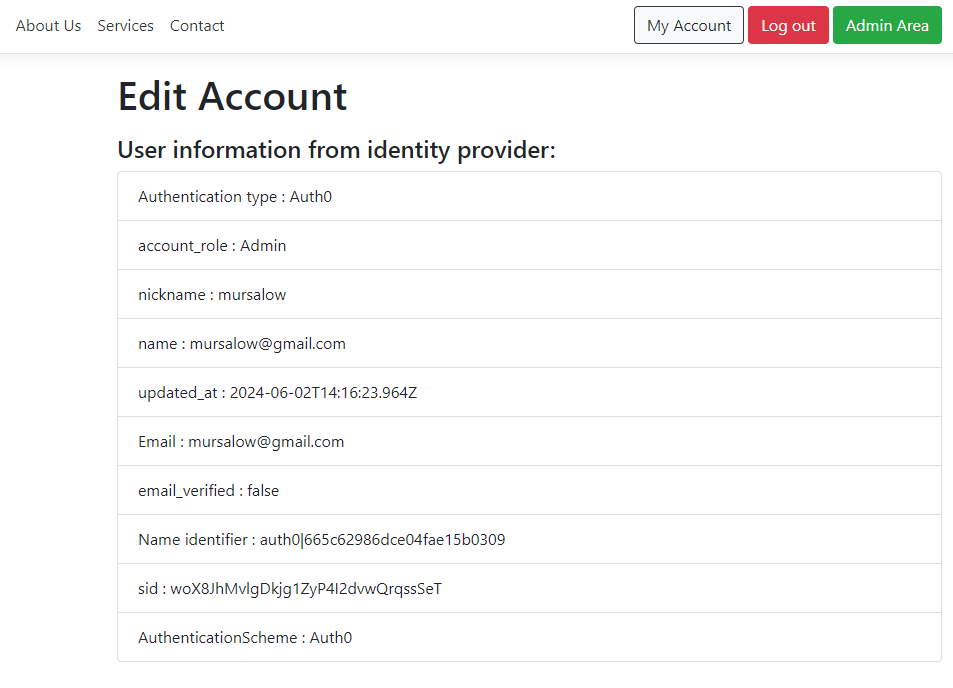 About Us Services Contact My Account Log out Admin Area
Edit Account
User information from identity provider:
Authentication type : Auth0
account_role : Admin
nickname : mursalow
name : mursalow@gmail.com
updated_at : 2024-06-02T14:16:23.964Z
Email : mursalow@gmail.com
email_verified : false
Name identifier : auth0|665c62986dce04fae15b0309
sid : woX8JhMvlgDkjg1ZyP4I2dvwQrqssSeT
AuthenticationScheme : Auth0